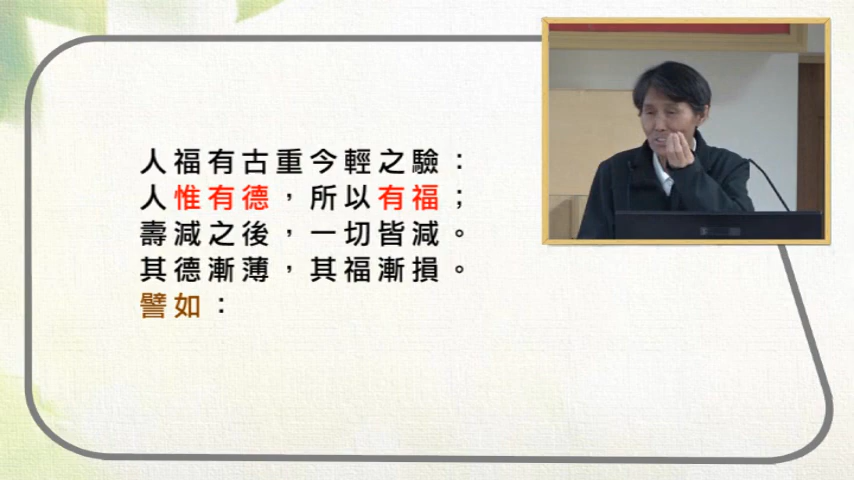 人福有古重今輕之驗：
人惟有德，所以有福；
壽減之後，一切皆減。
其德漸薄，其福漸損。
譬如：